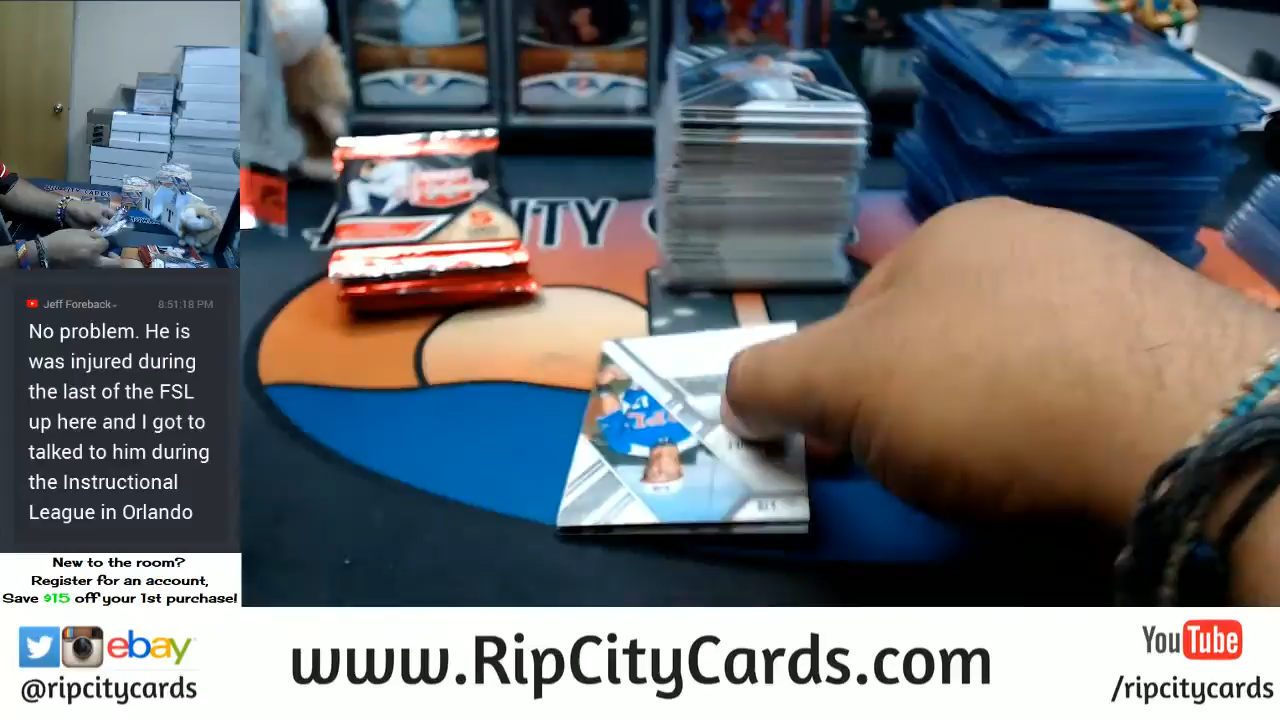 Jeff Foreback 8:51:18 PM
No problem. He is
was injured during
the last of the FSL
up here and I got to
talked to him during
the Instructional
League in Orlando
New to the room?
Register for an account,
Save $15 off your 1st purchase!
ebay
@ripcitycards
www.RipCityCards.com
YouTube
/ripcitycards
ITY
5